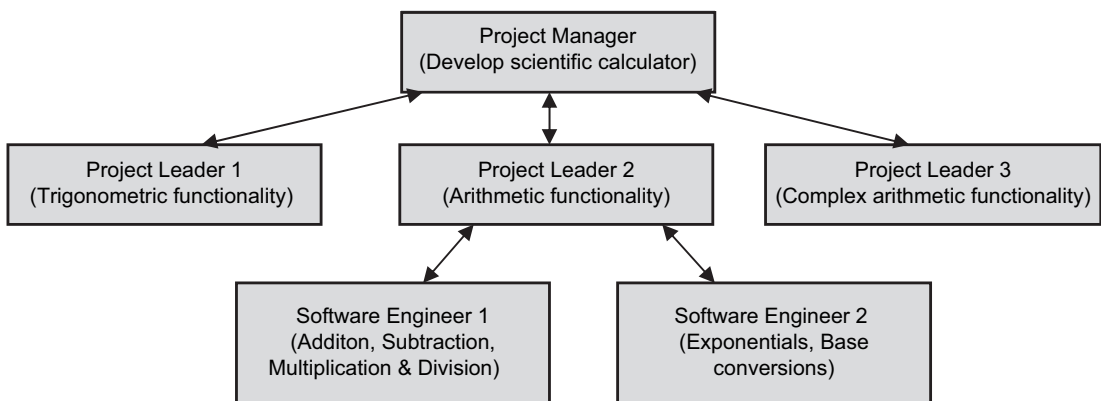 Project Manager
(Develop scientific calculator)
Project Leader 1
(Trigonometric functionality)
Project Leader 2
(Arithmetic functionality)
Project Leader 3
(Complex arithmetic functionality)
Software Engineer 1
(Additon, Subtraction,
Multiplication & Division)
Software Engineer 2
(Exponentials, Base
conversions)